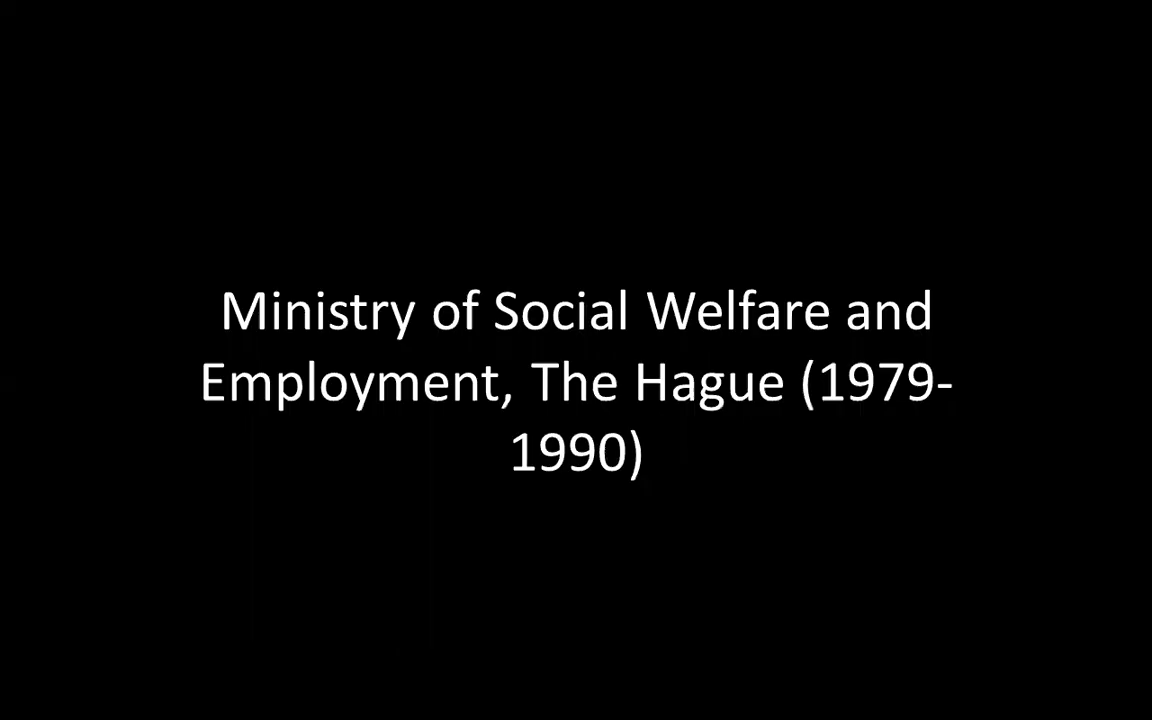 Ministry of Social Welfare and
Employment, The Hague (1979-
1990)